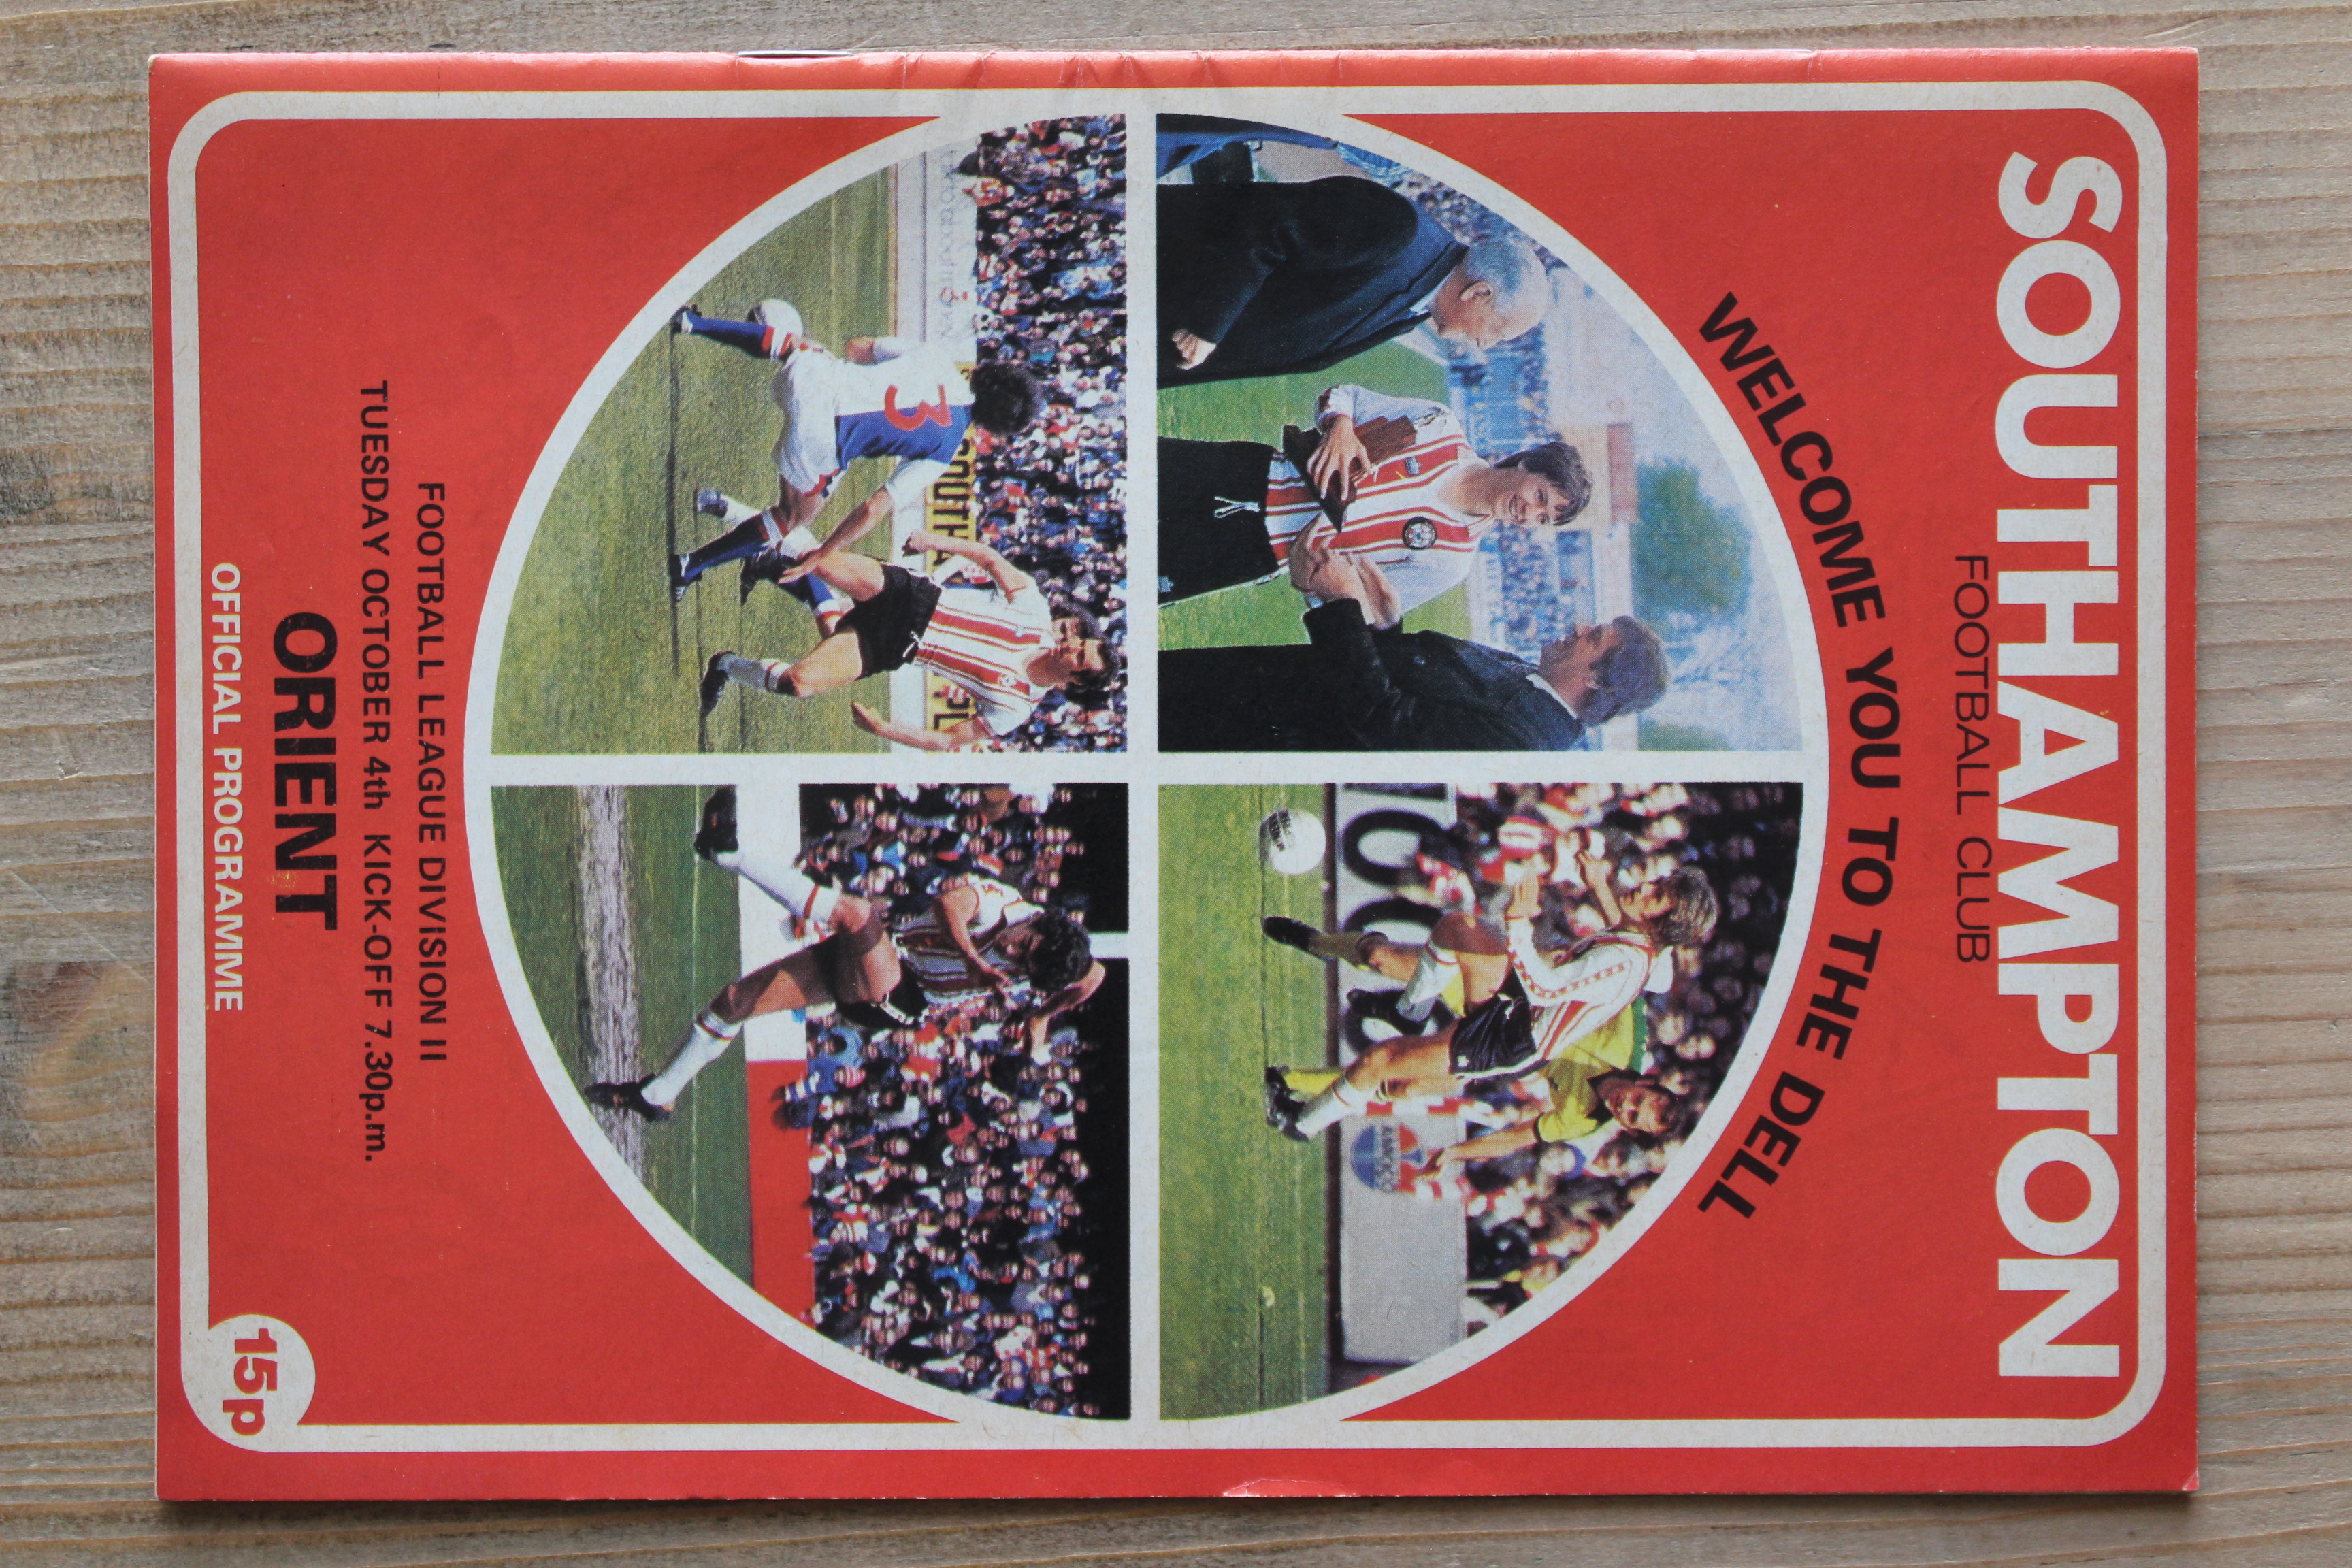 SOUTHAMPTON
FOOTBALL CLUB
WELCOME YOU TO THE DELL
3
FOOTBALL LEAGUE DIVISION II
TUESDAY OCTOBER 4th KICK-OFF 7.30p.m.
ORIENT
OFFICIAL PROGRAMME
15p